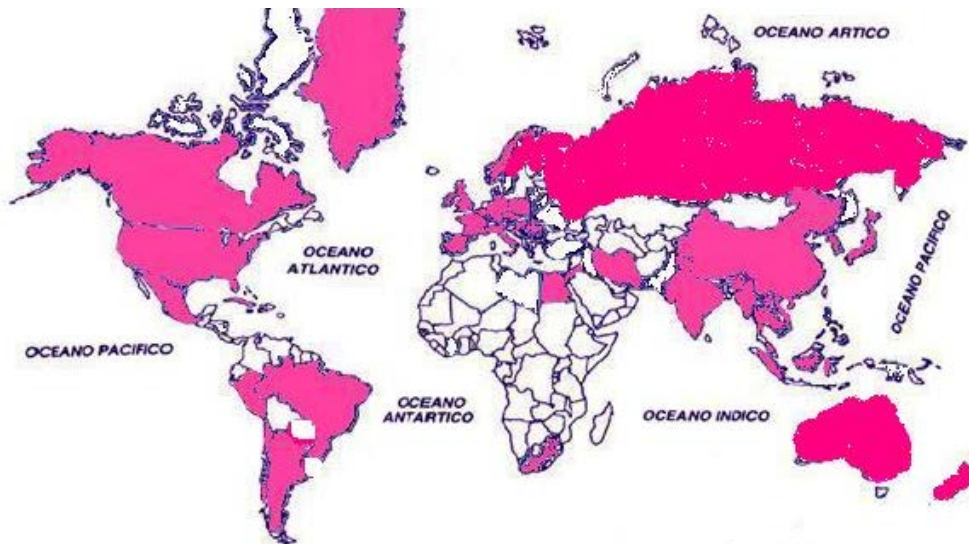 OCEANO ARTICO
OCEANO
ATLANTICO
OCEANO PACIFICO
OCEANO PACIFICO
OCEANO
ANTARTICO
OCEANO INDICO